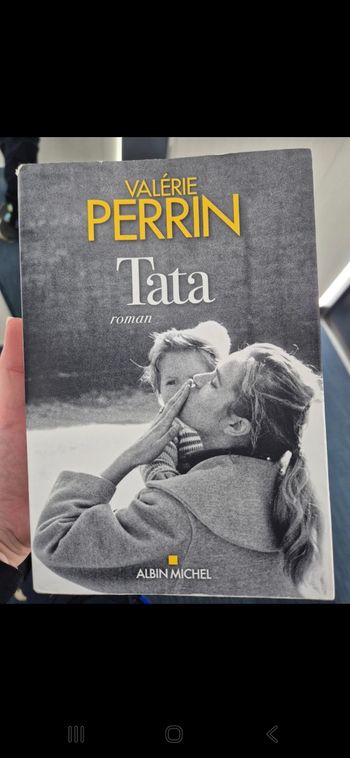 VALÉRIE
PERRIN
Tata
roman
ALBIN MICHEL